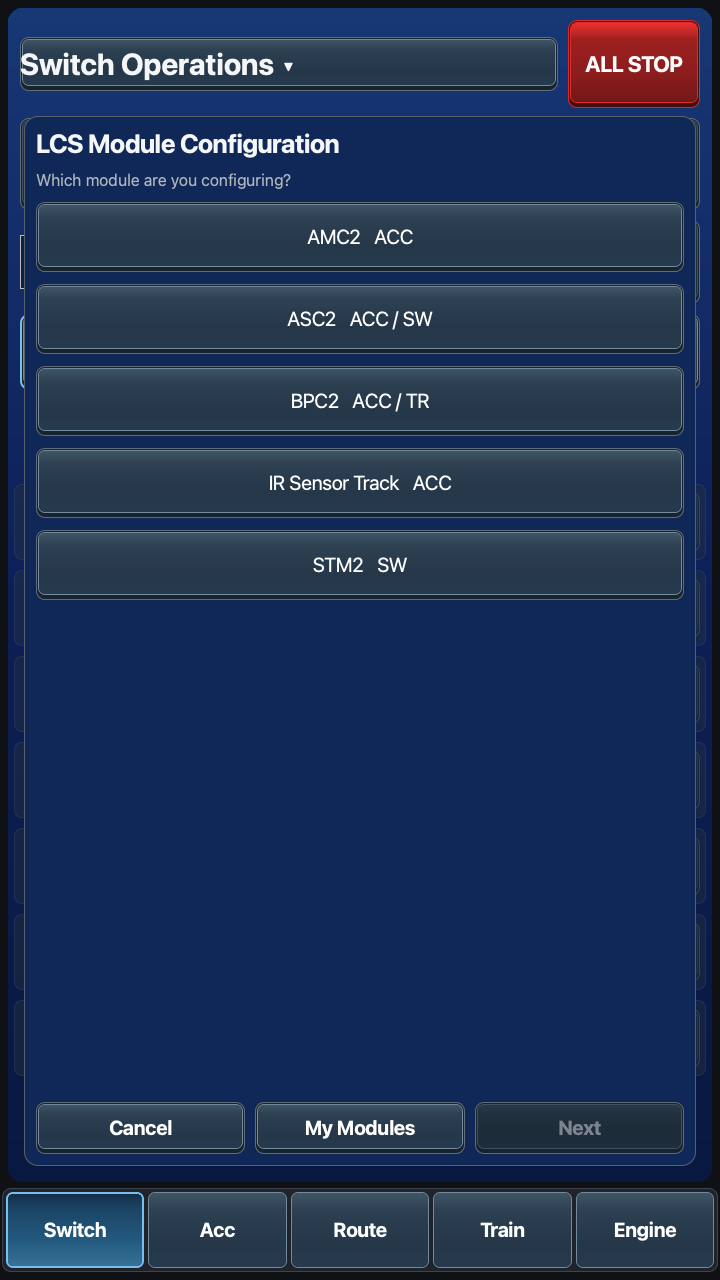 Switch Operations ▾
ALL STOP
LCS Module Configuration
Which module are you configuring?
AMC2 ACC
ASC2 ACC / SW
BPC2 ACC / TR
IR Sensor Track ACC
STM2 SW
Cancel
My Modules
Next
Switch
Acc
Route
Train
Engine